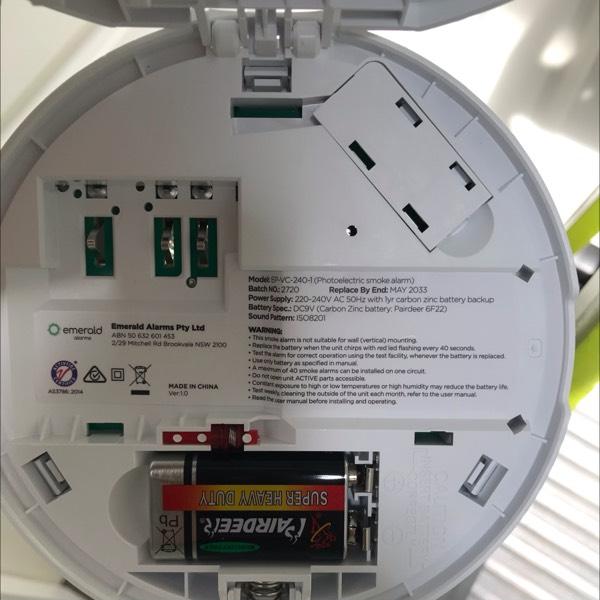 Model: EP-VC-240-1 (Photoelectric smoke alarm)
Batch NO.: 2720 Replace By End: MAY 2033
Power Supply: 220-240V AC 50Hz with 1yr carbon zinc battery backup
Battery Spec.: DC9V (Carbon Zinc battery: Pairdeer 6F22)
Sound Pattern: ISO8201
emerald
alarms
Emerald Alarms Pty Ltd
ABN 50 632 601 453
2/29 Mitchell Rd Brookvale NSW 2100
WARNING:
• This smoke alarm is not suitable for wall (vertical) mounting.
• Replace the battery when the unit chirps with red led flashing every 40 seconds.
• Test the alarm for correct operation using the test facility, whenever the battery is replaced.
• Use only battery as specified in manual.
• A maximum of 40 smoke alarms can be installed on one circuit.
• Do not open unit ACTIVE parts accessible.
• Constant exposure to high or low temperatures or high humidity may reduce the battery life.
• Test weekly, cleaning the outside of the unit each month, refer to the user manual.
• Read the user manual before installing and operating.
AS3786: 2014
MADE IN CHINA
Ver:1.0
SUPER HEAVY DUTY
PAIRDEER
Pb